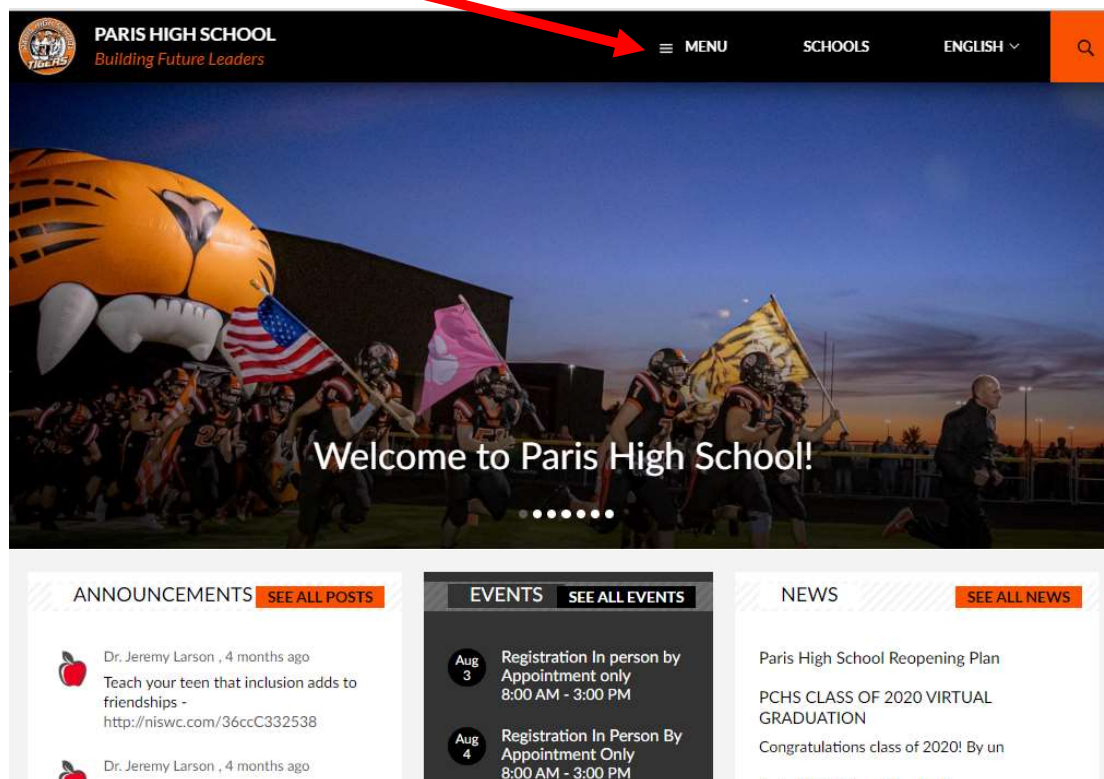 PARIS HIGH SCHOOL
Building Future Leaders
TIGERS
MENU
SCHOOLS
ENGLISH
Welcome to Paris High School!
ANNOUNCEMENTS
SEE ALL POSTS
Dr. Jeremy Larson , 4 months ago
Teach your teen that inclusion adds to
friendships -
http://niswc.com/36ccC332538
Dr. Jeremy Larson , 4 months ago
EVENTS
SEE ALL EVENTS
Aug
3
Registration In person by
Appointment only
8:00 AM - 3:00 PM
Aug
4
Registration In Person By
Appointment Only
8:00 AM - 3:00 PM
NEWS
SEE ALL NEWS
Paris High School Reopening Plan
PCHS CLASS OF 2020 VIRTUAL
GRADUATION
Congratulations class of 2020! By un